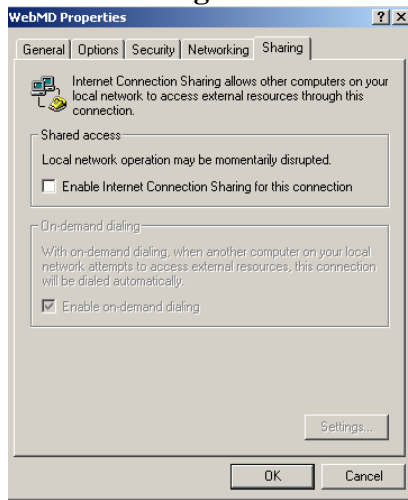 WebMD Properties
General Options Security Networking Sharing
Internet Connection Sharing allows other computers on your
local network to access external resources through this
connection.
Shared access
Local network operation may be momentarily disrupted.
Enable Internet Connection Sharing for this connection
On-demand dialing
With on-demand dialing, when another computer on your local
network attempts to access external resources, this connection
will be dialed automatically.
Enable on-demand dialing
Settings...
OK Cancel